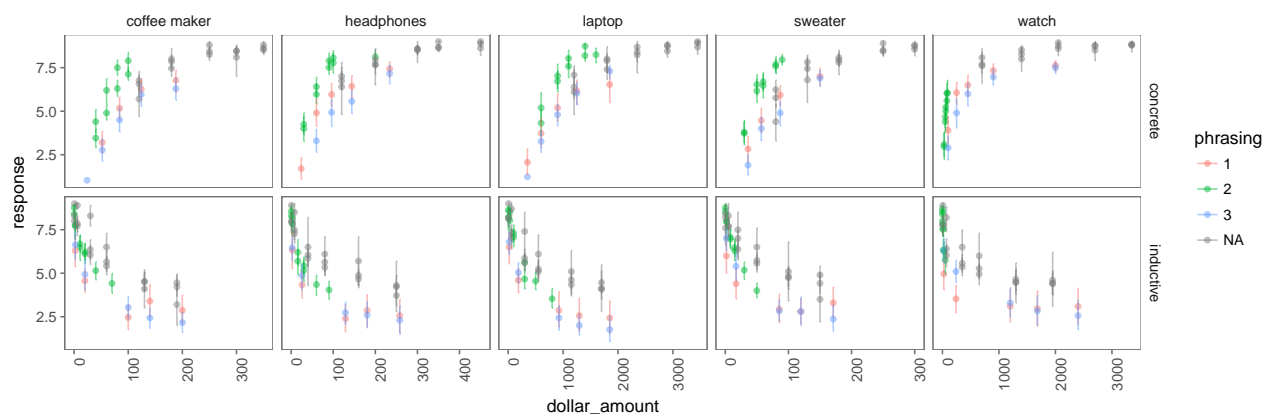 coffee maker headphones laptop sweater watch
7.5
5.0
2.5
concrete
response
phrasing
1
2
3
NA
7.5
5.0
2.5
inductive
0 100 200 300 0 100 200 300 400 0 1000 2000 3000 0 100 200 300 0 1000 2000 3000
dollar_amount